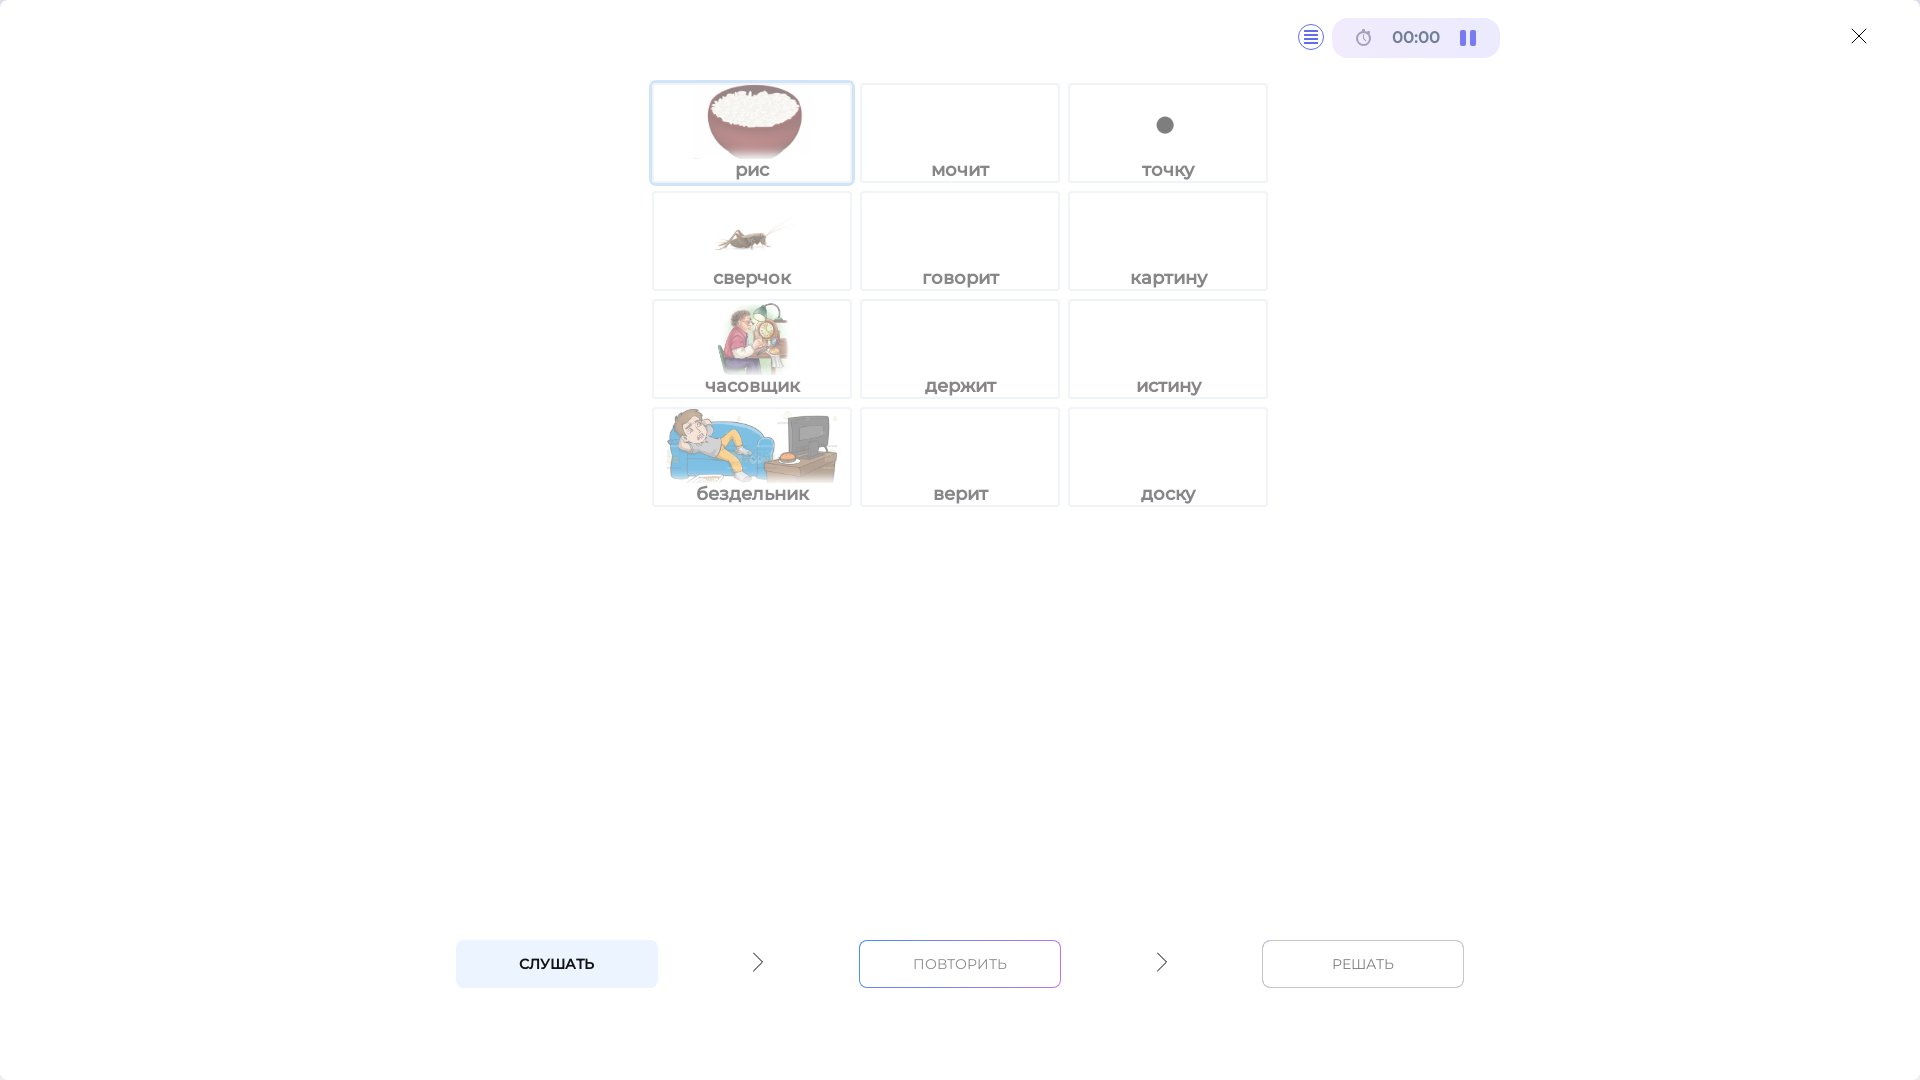 00:00
рис мочит точку
сверчок говорит картину
часовщик держит истину
бездельник верит доску
СЛУШАТЬ ПОВТОРИТЬ РЕШАТЬ